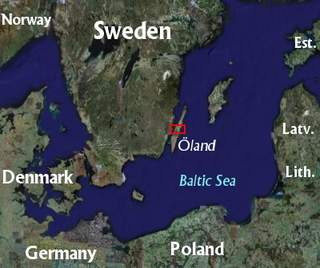 Norway
Sweden
Est.
Latv.
Öland
Lith.
Denmark
Baltic Sea
Germany
Poland